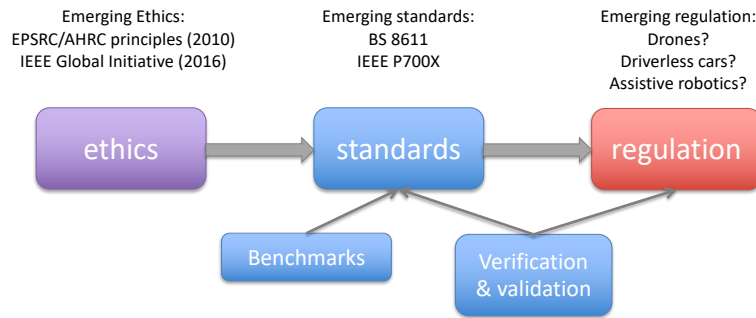 Emerging Ethics:
EPSRC/AHRC principles (2010)
IEEE Global Initiative (2016)
Emerging standards:
BS 8611
IEEE P700X
Emerging regulation:
Drones?
Driverless cars?
Assistive robotics?
ethics
standards
regulation
Benchmarks
Verification
& validation